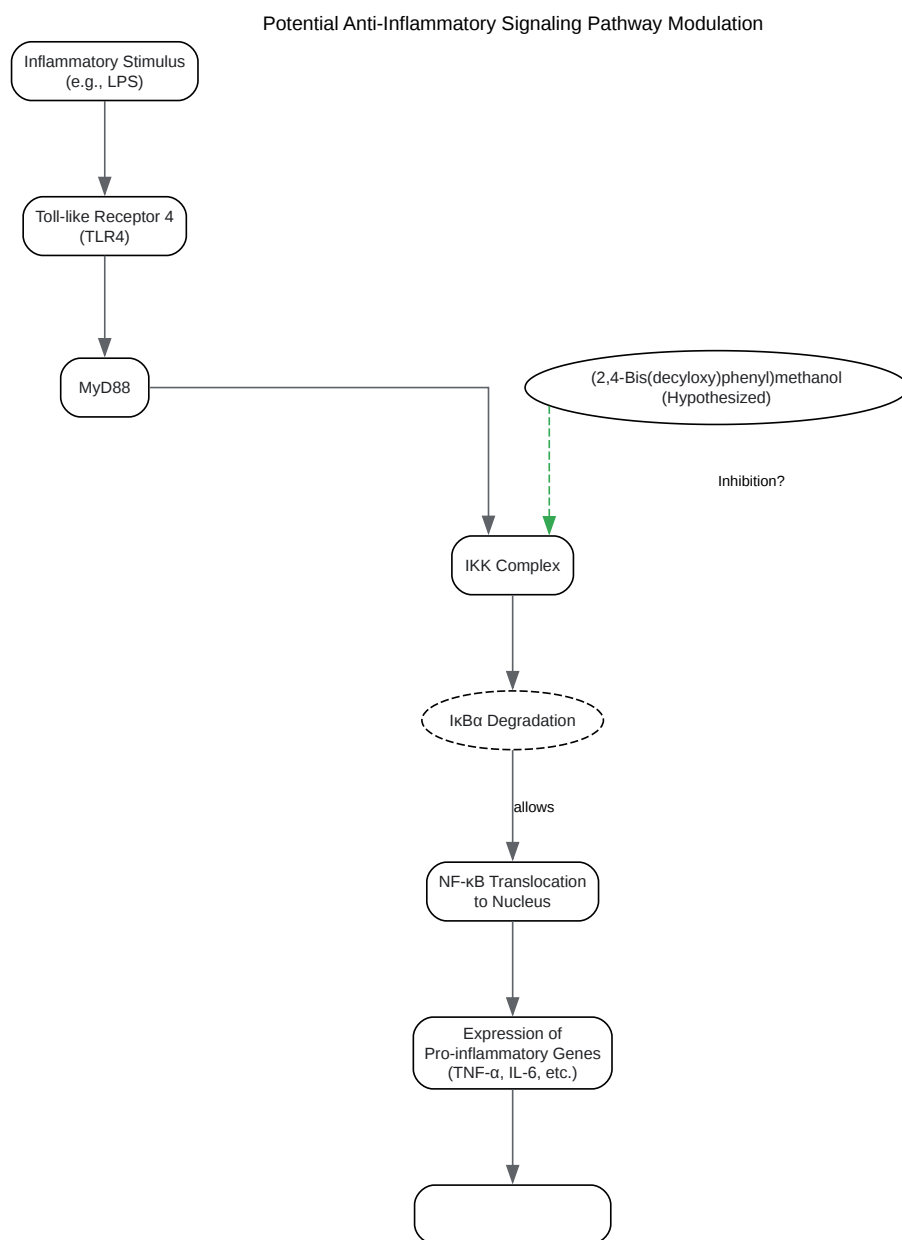 Potential Anti-Inflammatory Signaling Pathway Modulation
Inflammatory Stimulus
(e.g., LPS)
Toll-like Receptor 4
(TLR4)
MyD88
(2,4-Bis(decyloxy)phenyl)methanol
(Hypothesized)
Inhibition?
IKK Complex
IκBα Degradation
allows
NF-κB Translocation
to Nucleus
Expression of
Pro-inflammatory Genes
(TNF-α, IL-6, etc.)